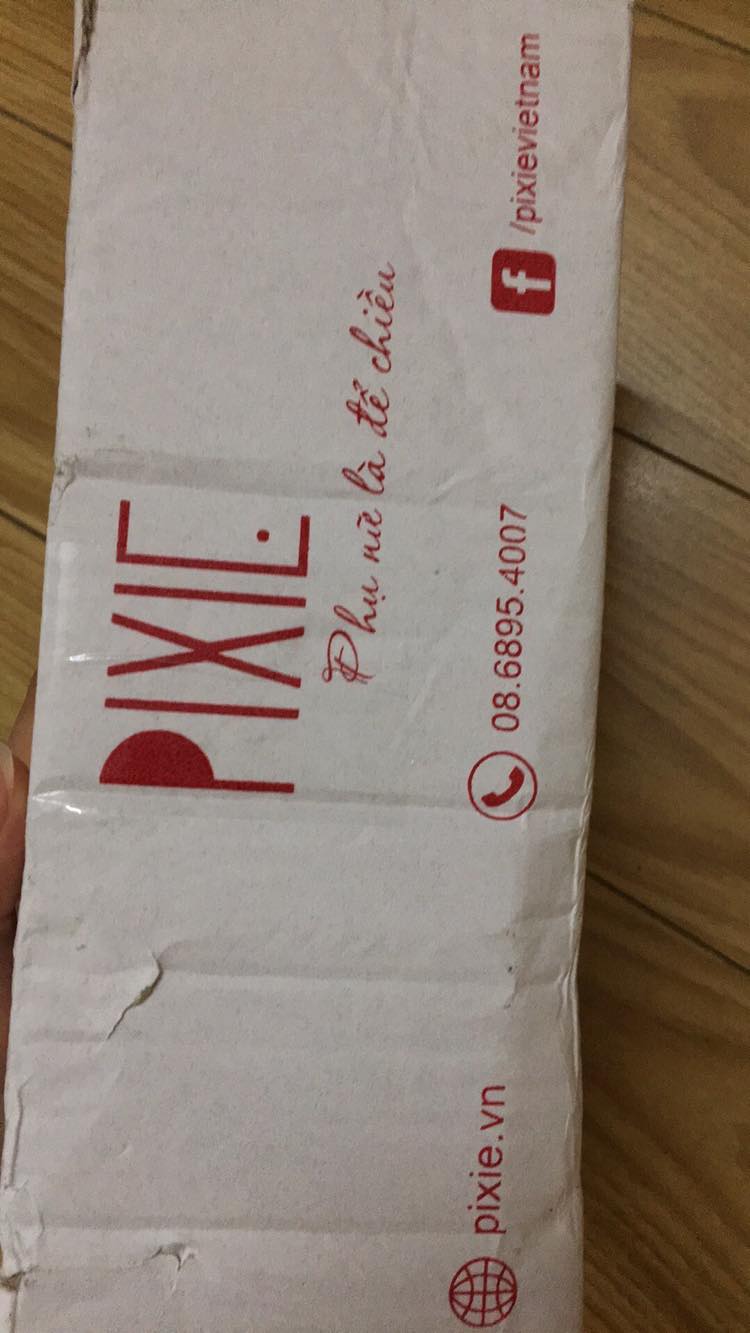 PIXIE.
Phụ nữ là để chiều
pixie.vn
08.6895.4007
/pixievietnam